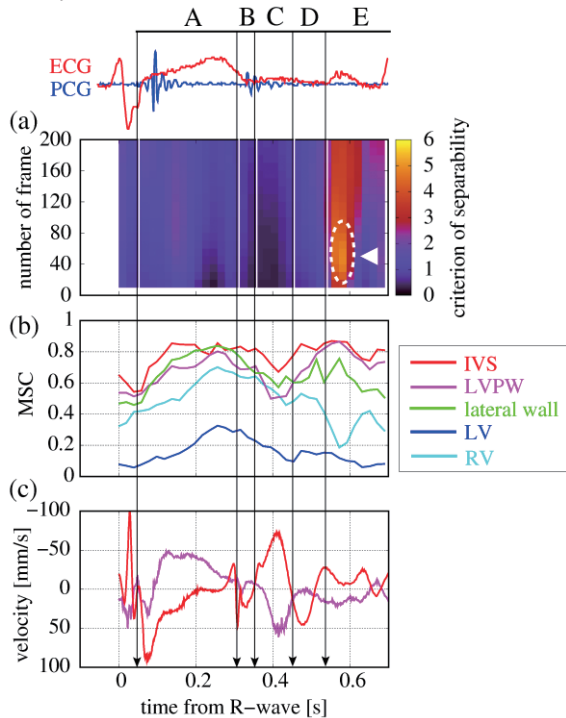 A B C D E
ECG
PCG
(a)
200
160
120
80
40
0
number of frame
6
5
4
3
2
1
0
criterion of separability
(b)
1
0.8
0.6
0.4
0.2
0
MSC
IVS
LVPW
lateral wall
LV
RV
(c)
-100
-50
0
50
100
velocity [mm/s]
0 0.2 0.4 0.6
time from R-wave [s]